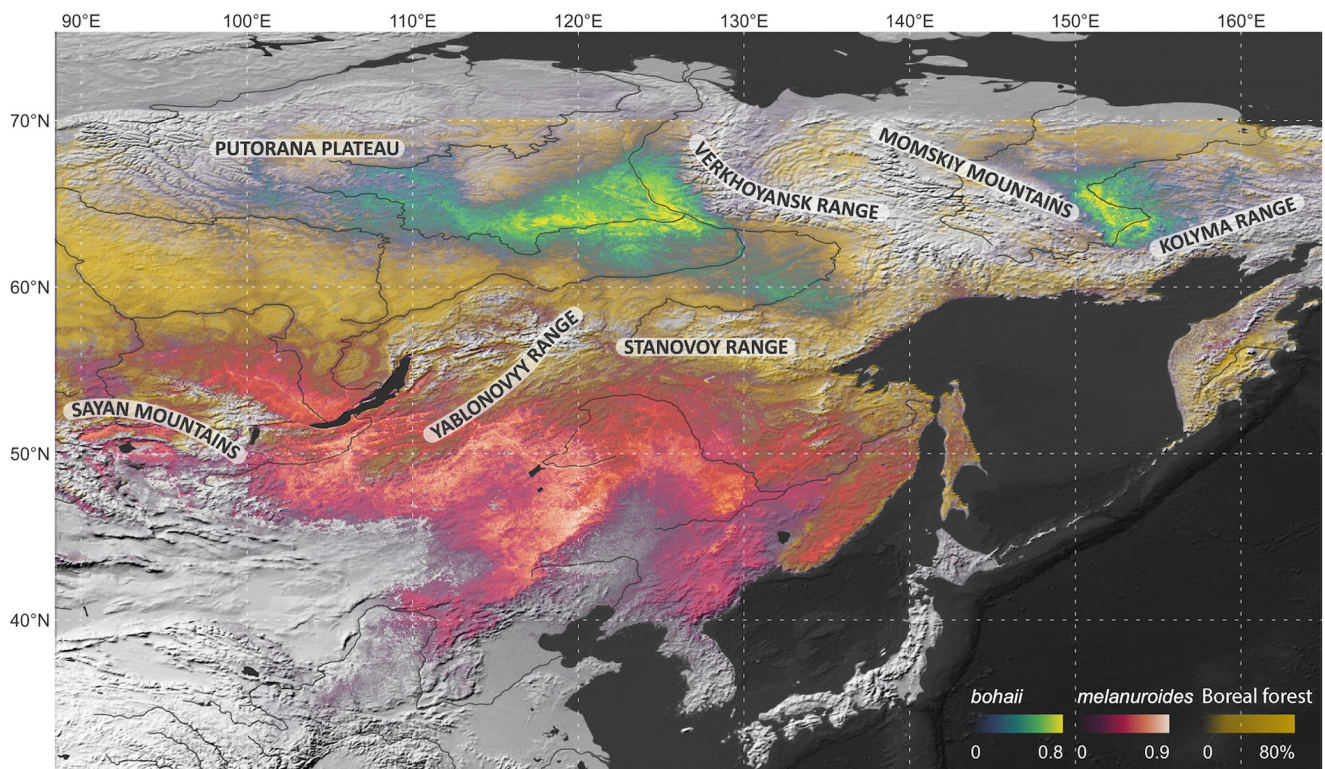 90°E 100°E 110°E 120°E 130°E 140°E 150°E 160°E
70°N
PUTORANA PLATEAU
VERKHOYANSK RANGE
MOMSKIY MOUNTAINS
KOLYMA RANGE
60°N
YABLONOVYY RANGE
STANOVOY RANGE
SAYAN MOUNTAINS
50°N
40°N
bohaii melanuroides Boreal forest
0 0.8 0 0.9 0 80%